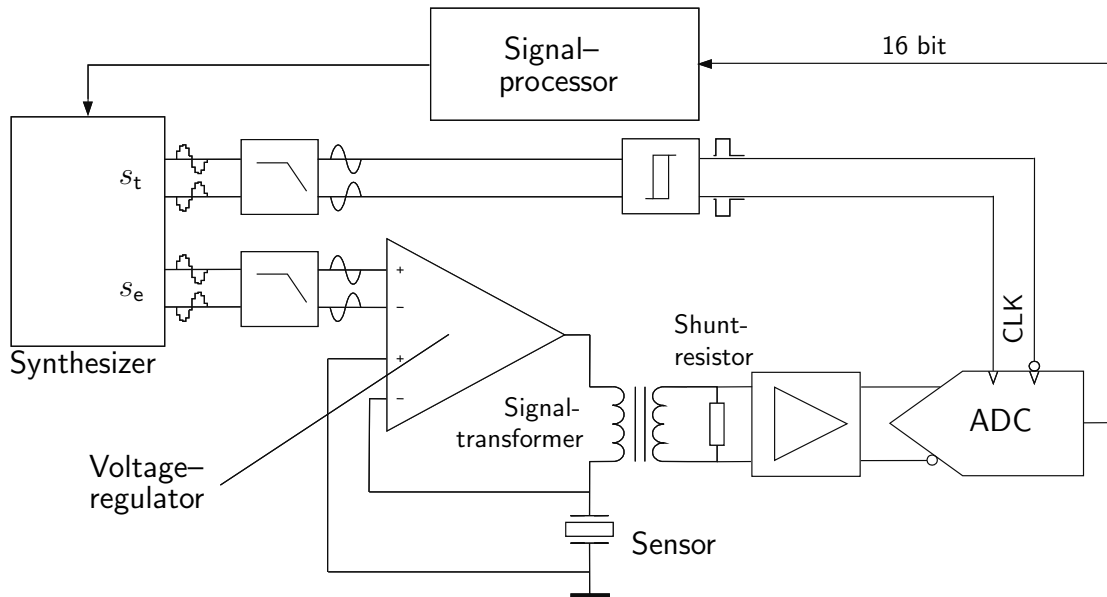 Signal–
processor
16 bit
s_t
s_e
Synthesizer
+
−
+
−
Voltage–
regulator
Signal-
transformer
Shunt-
resistor
CLK
ADC
Sensor